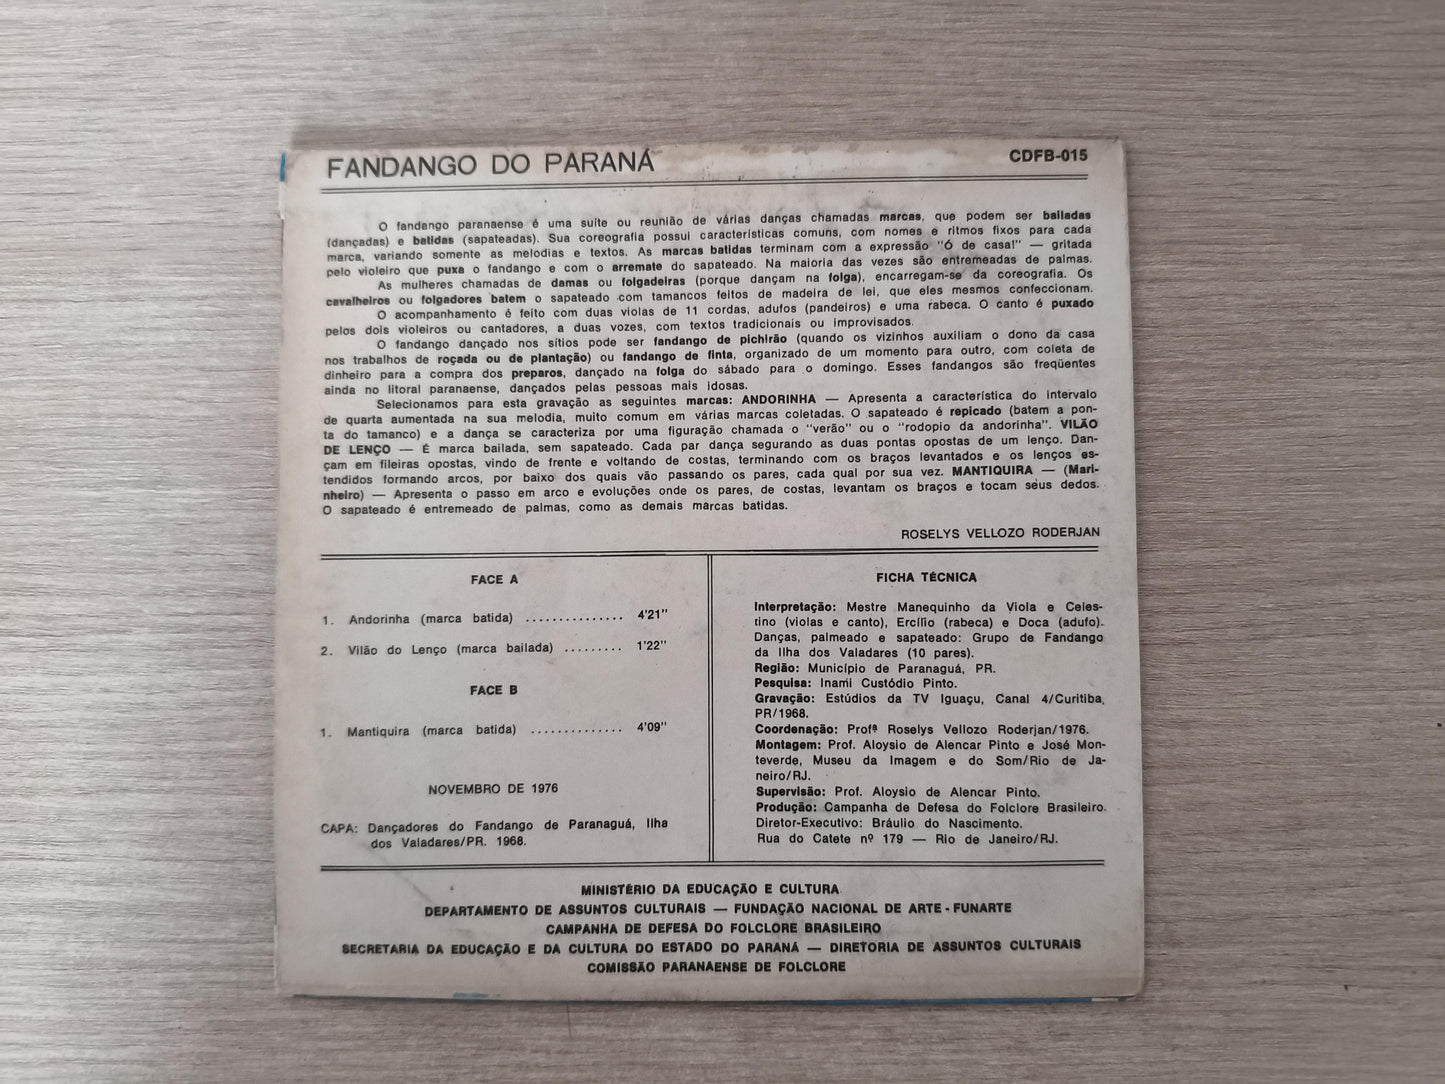 FANDANGO DO PARANÁ
CDFB-015
O fandango paranaense é uma suíte ou reunião de várias danças chamadas marcas, que podem ser bailadas
(dançadas) e batidas (sapateadas). Sua coreografia possui características comuns, com nomes e ritmos fixos para cada
marca, variando somente as melodias e textos. As marcas batidas terminam com a expressão "Ó de casa!" — gritada
pelo violeiro que puxa o fandango e com o arremate do sapateado. Na maioria das vezes são entremeadas de palmas.
As mulheres chamadas de damas ou folgadeiras (porque dançam na folga), encarregam-se da coreografia. Os
cavalheiros ou folgadores batem o sapateado com tamancos feitos de madeira de lei, que eles mesmos confeccionam.
O acompanhamento é feito com duas violas de 11 cordas, adufos (pandeiros) e uma rabeca. O canto é puxado
pelos dois violeiros ou cantadores, a duas vozes, com textos tradicionais ou improvisados.
O fandango dançado nos sítios pode ser fandango de pichirão (quando os vizinhos auxiliam o dono da casa
nos trabalhos de roçada ou de plantação) ou fandango de finta, organizado de um momento para outro, com coleta de
dinheiro para a compra dos preparos, dançado na folga do sábado para o domingo. Esses fandangos são freqüentes
ainda no litoral paranaense, dançados pelas pessoas mais idosas.
Selecionamos para esta gravação as seguintes marcas: ANDORINHA — Apresenta a característica do intervalo
de quarta aumentada na sua melodia, muito comum em várias marcas coletadas. O sapateado é repicado (batem a pon-
ta do tamanco) e a dança se caracteriza por uma figuração chamada o "verão" ou o "rodopio da andorinha". VILÃO
DE LENÇO — É marca bailada, sem sapateado. Cada par dança segurando as duas pontas opostas de um lenço. Dan-
çam em fileiras opostas, vindo de frente e voltando de costas, terminando com os braços levantados e os lenços es-
tendidos formando arcos, por baixo dos quais vão passando os pares, cada qual por sua vez. MANTIQUIRA — (Mari-
nheiro) — Apresenta o passo em arco e evoluções onde os pares, de costas, levantam os braços e tocam seus dedos.
O sapateado é entremeado de palmas, como as demais marcas batidas.
ROSELYS VELLOZO RODERJAN
FACE A
1. Andorinha (marca batida) ............... 4'21"
2. Vilão do Lenço (marca bailada) ......... 1'22"
FACE B
1. Mantiquira (marca batida) .............. 4'09"
NOVEMBRO DE 1976
CAPA: Dançadores do Fandango de Paranaguá, Ilha
dos Valadares/PR. 1968.
FICHA TÉCNICA
Interpretação: Mestre Manequinho da Viola e Celes-
tino (violas e canto), Ercílio (rabeca) e Doca (adufo).
Danças, palmeado e sapateado: Grupo de Fandango
da Ilha dos Valadares (10 pares).
Região: Município de Paranaguá, PR.
Pesquisa: Inami Custódio Pinto.
Gravação: Estúdios da TV Iguaçu, Canal 4/Curitiba,
PR/1968.
Coordenação: Profª Roselys Vellozo Roderjan/1976.
Montagem: Prof. Aloysio de Alencar Pinto e José Mon-
teverde, Museu da Imagem e do Som/Rio de Ja-
neiro/RJ.
Supervisão: Prof. Aloysio de Alencar Pinto.
Produção: Campanha de Defesa do Folclore Brasileiro.
Diretor-Executivo: Bráulio do Nascimento.
Rua do Catete nº 179 — Rio de Janeiro/RJ.
MINISTÉRIO DA EDUCAÇÃO E CULTURA
DEPARTAMENTO DE ASSUNTOS CULTURAIS — FUNDAÇÃO NACIONAL DE ARTE - FUNARTE
CAMPANHA DE DEFESA DO FOLCLORE BRASILEIRO
SECRETARIA DA EDUCAÇÃO E DA CULTURA DO ESTADO DO PARANÁ — DIRETORIA DE ASSUNTOS CULTURAIS
COMISSÃO PARANAENSE DE FOLCLORE